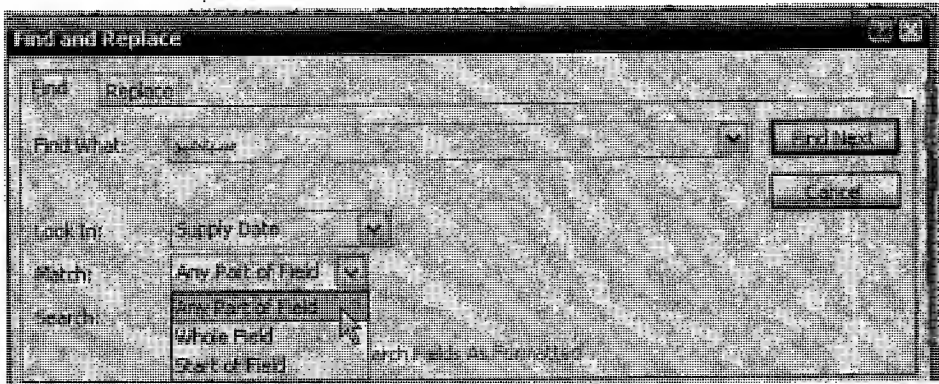 Find and Replace
Find
Replace
Find What:
Find Next
Cancel
Look In:
Supply Date
Match:
Any Part of Field
Any Part of Field
Search:
Whole Field
arch Fields As Formatted
Start of Field